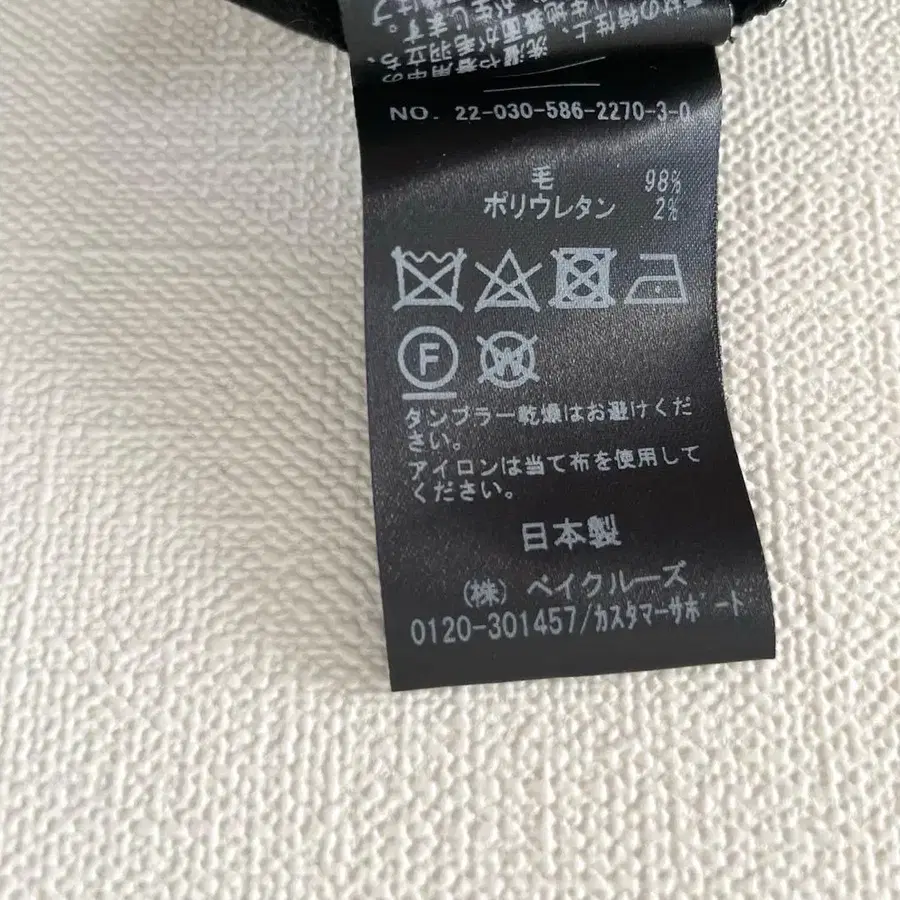 NO. 22-030-586-2270-3-0
毛 98%
ポリウレタン 2%
F W
タンブラー乾燥はお避けくだ
さい。
アイロンは当て布を使用して
ください。
日本製
(株) ベイクルーズ
0120-301457/カスタマーサポート